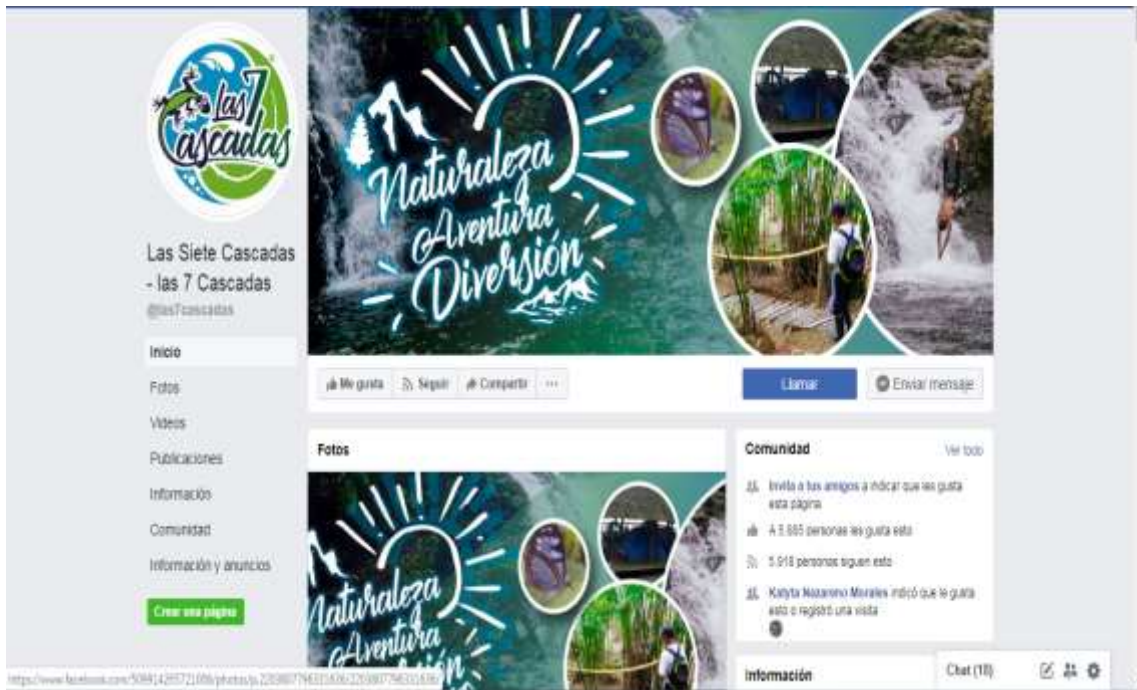 Las 7
Cascadas
Naturaleza
Aventura
Diversión
Las Siete Cascadas
- las 7 Cascadas
@las7cascadas
Inicio
Fotos
Videos
Publicaciones
Información
Comunidad
Información y anuncios
Crear una página
Me gusta Seguir Compartir ...
Llamar Enviar mensaje
Fotos
Naturaleza
Aventura
Comunidad Ver todo
Invita a tus amigos a indicar que les gusta
esta página
personas les gusta esto
5.918 personas siguen esto
Katyta Nazareno Morales indicó que le gusta
esto o registró una visita
Información
Chat (10)